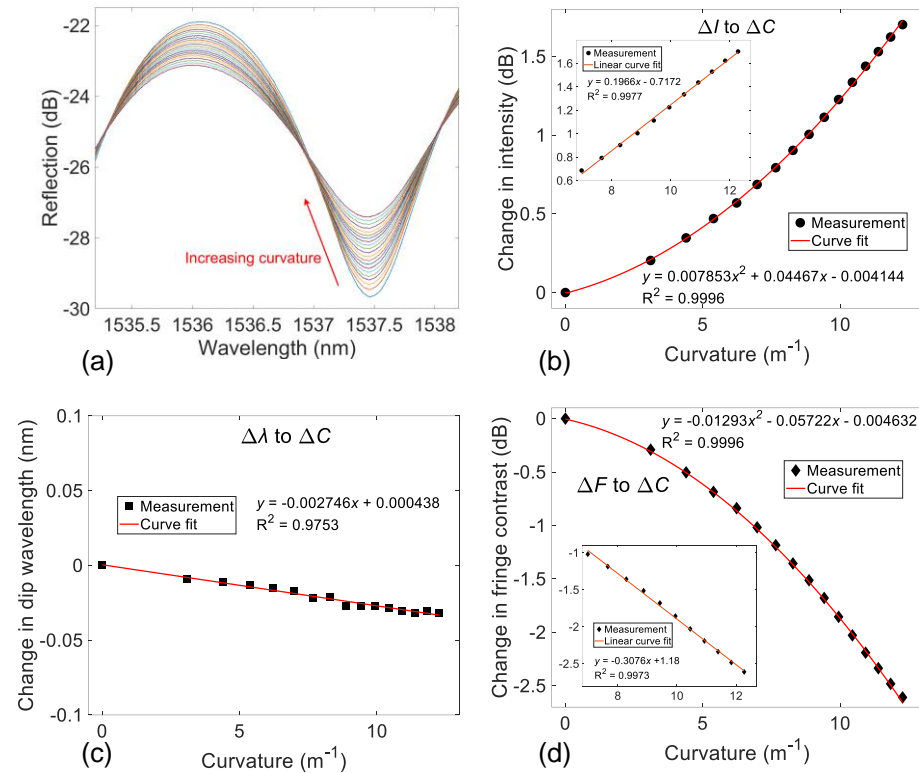 -22
-24
-26
-28
-30
Reflection (dB)
Increasing curvature
1535.5 1536 1536.5 1537 1537.5 1538
Wavelength (nm)
(a)
ΔI to ΔC
1.5
1
0.5
0
Change in intensity (dB)
Measurement
Linear curve fit
y = 0.1966x - 0.7172
R² = 0.9977
1.6
1.4
1.2
1
0.8
0.6
8 10 12
Measurement
Curve fit
y = 0.007853x² + 0.04467x - 0.004144
R² = 0.9996
0 5 10
Curvature (m⁻¹)
(b)
0.1
0.05
0
-0.05
-0.1
Change in dip wavelength (nm)
Δλ to ΔC
Measurement
Curve fit
y = -0.002746x + 0.000438
R² = 0.9753
0 5 10
Curvature (m⁻¹)
(c)
0
-0.5
-1
-1.5
-2
-2.5
Change in fringe contrast (dB)
y = -0.01293x² - 0.05722x - 0.004632
R² = 0.9996
Measurement
Curve fit
ΔF to ΔC
-1
-1.5
-2
-2.5
Measurement
Linear curve fit
y = -0.3076x+1.18
R² = 0.9973
8 10 12
0 5 10
Curvature (m⁻¹)
(d)